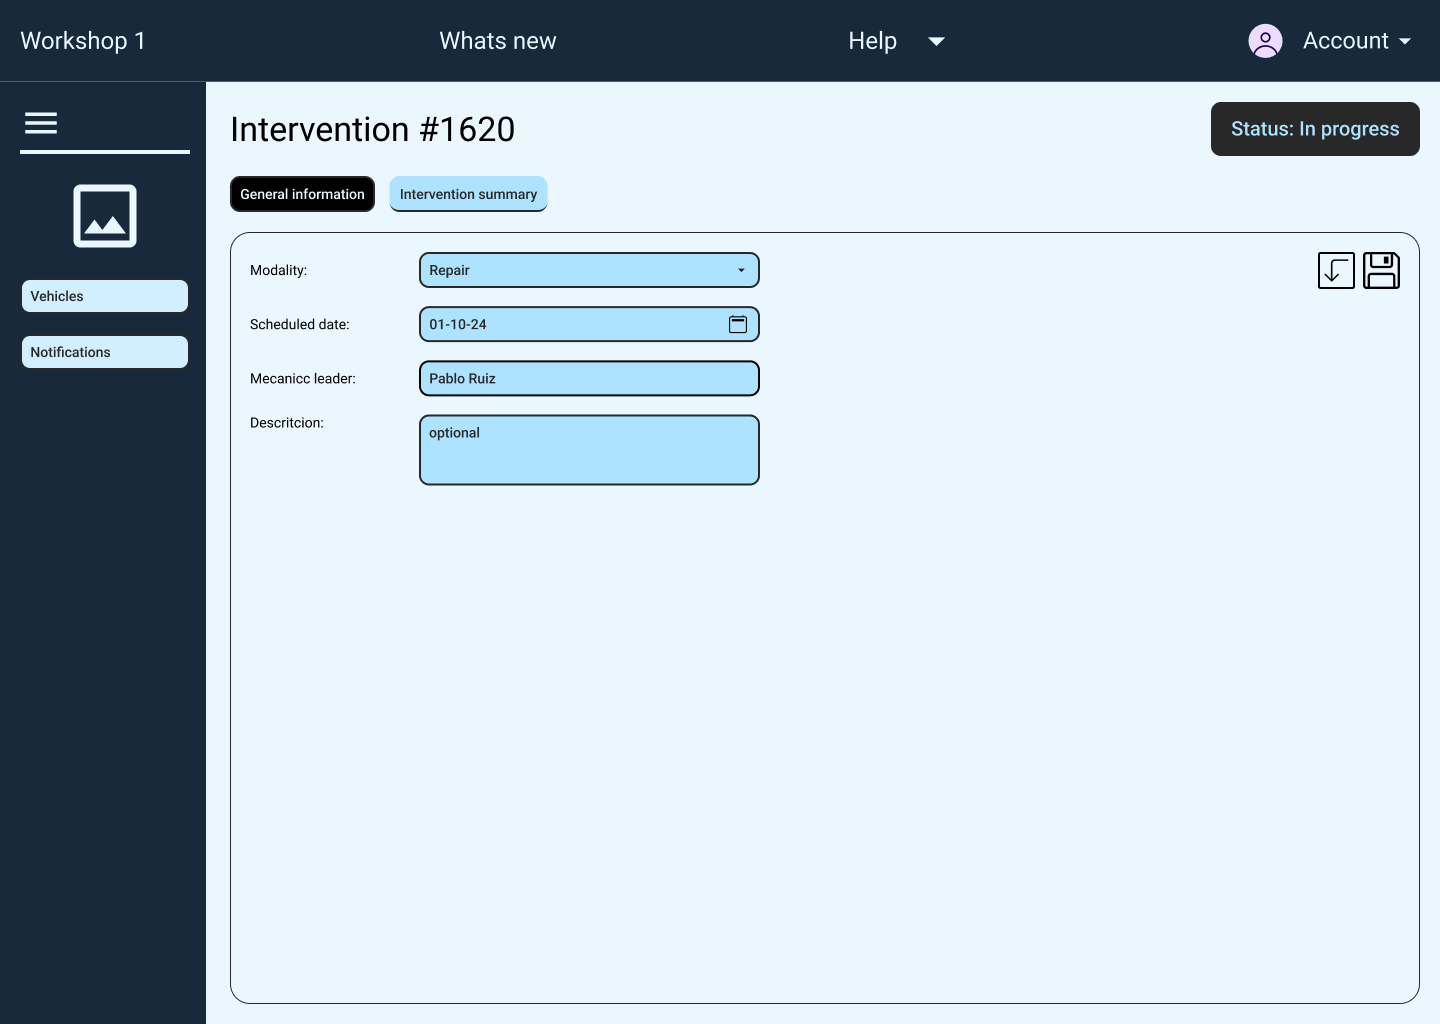 Workshop 1
Whats new
Help
Account
Intervention #1620
Status: In progress
General information
Intervention summary
Vehicles
Notifications
Modality:
Repair
Scheduled date:
01-10-24
Mecanicc leader:
Pablo Ruiz
Descritcion:
optional